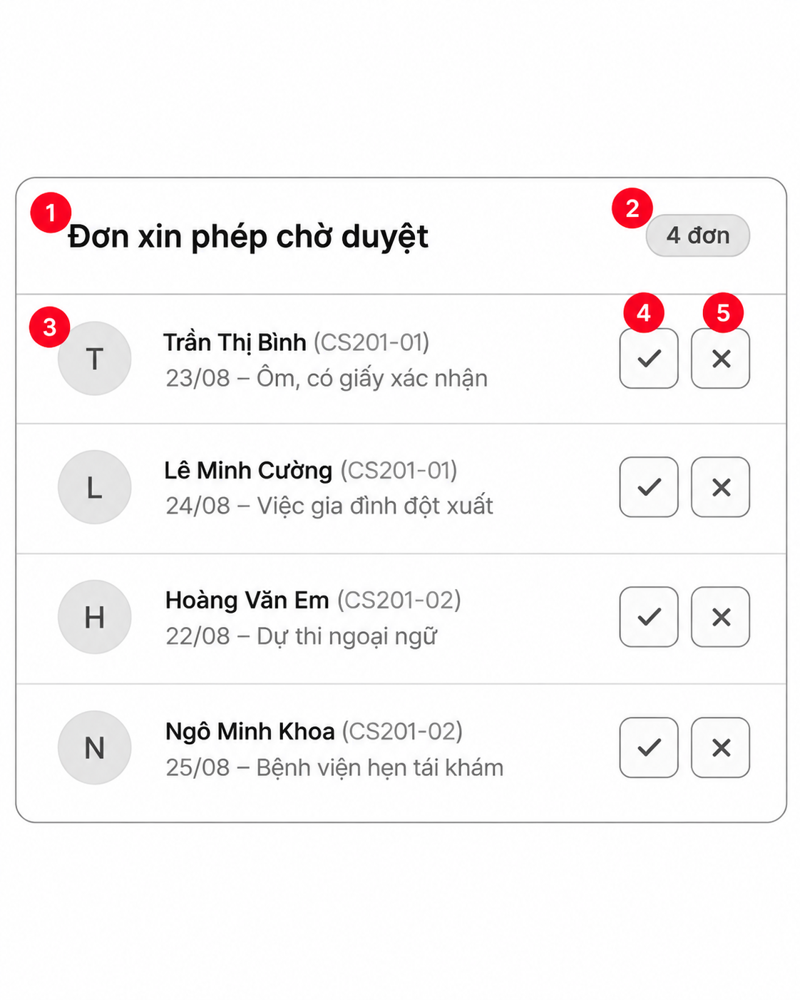 1
Đơn xin phép chờ duyệt
2
4 đơn
3
T
Trần Thị Bình (CS201-01)
23/08 – Ôm, có giấy xác nhận
4
5
L
Lê Minh Cường (CS201-01)
24/08 – Việc gia đình đột xuất
H
Hoàng Văn Em (CS201-02)
22/08 – Dự thi ngoại ngữ
N
Ngô Minh Khoa (CS201-02)
25/08 – Bệnh viện hẹn tái khám